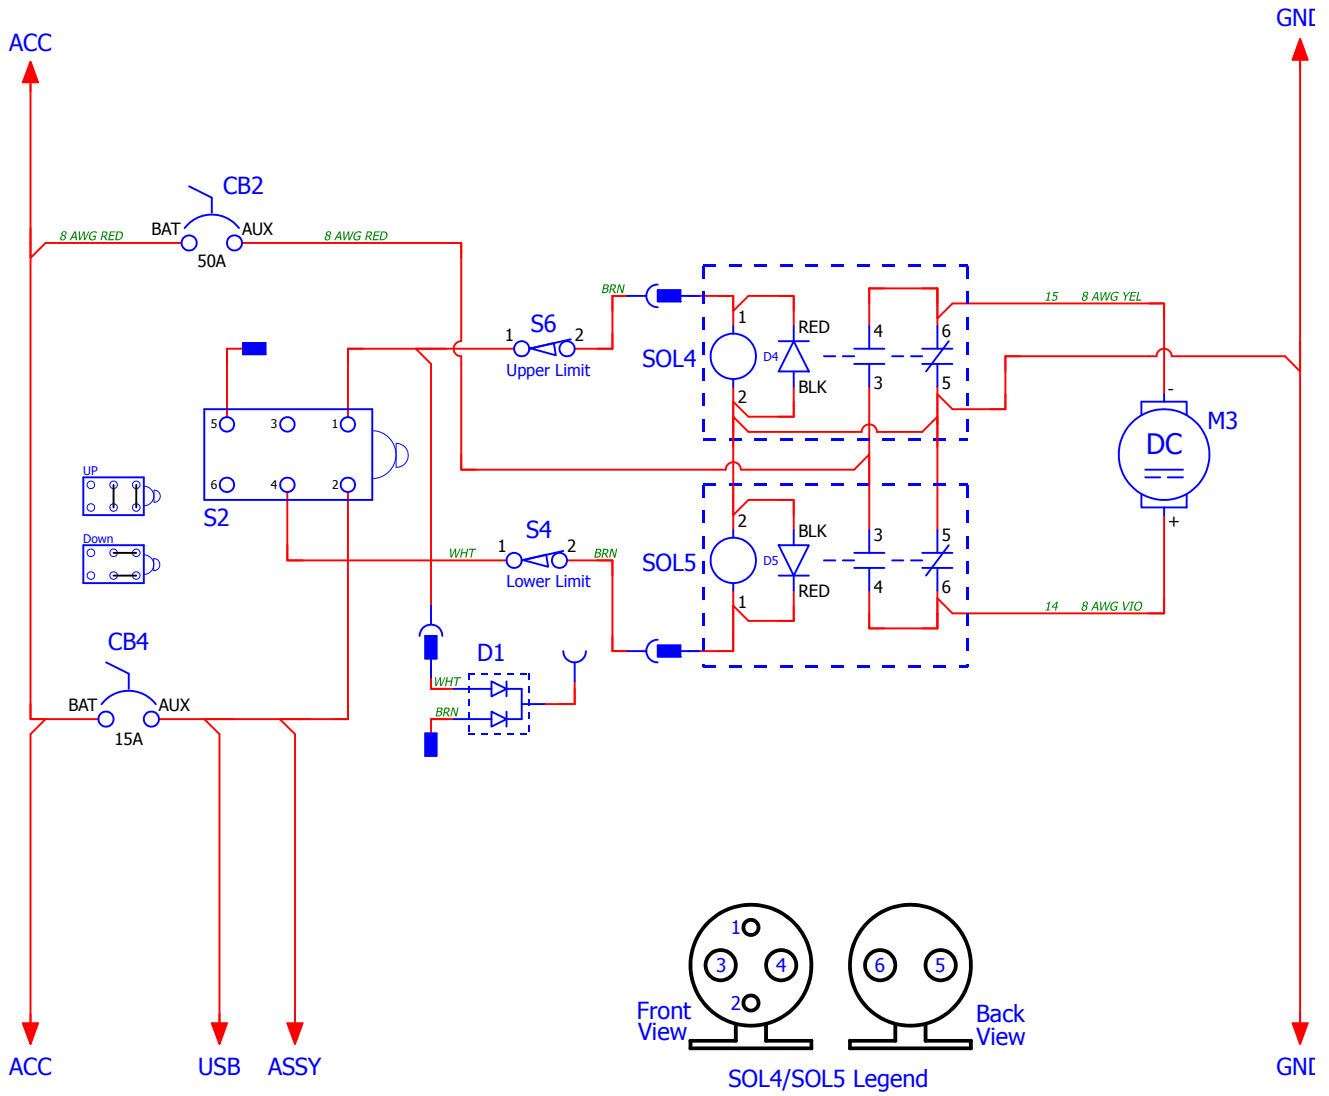 GND
ACC
CB2
BAT AUX
8 AWG RED
8 AWG RED
50A
BRN
15 8 AWG YEL
S6
1 2
Upper Limit
SOL4
1
2
D4
RED
BLK
4
3
6
5
-
M3
DC
+
5 3 1
6 4 2
S2
UP
Down
WHT
S4
1 2
BRN
Lower Limit
SOL5
2
1
D5
BLK
RED
3
4
5
6
14 8 AWG VIO
CB4
BAT AUX
15A
D1
WHT
BRN
1
3 4
2
6 5
Front
View
Back
View
ACC
USB
ASSY
GND
SOL4/SOL5 Legend